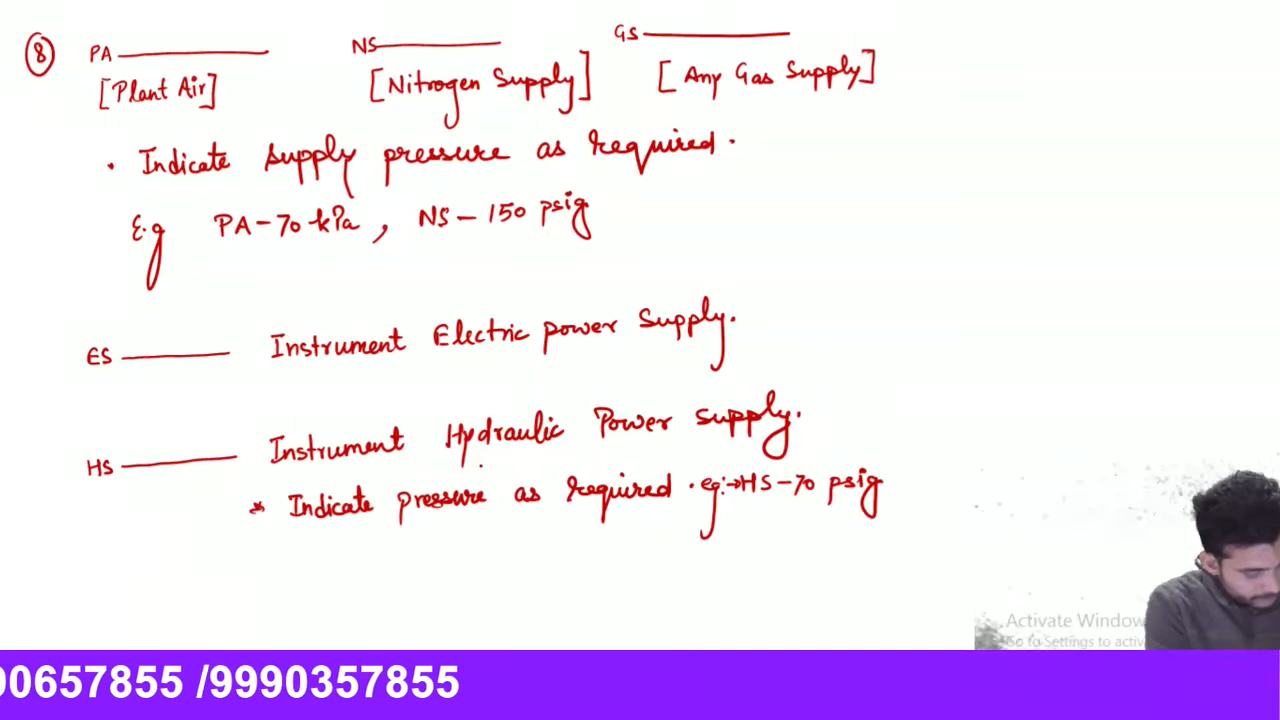 8 PA NS GS
[Plant Air] [Nitrogen Supply] [Any Gas Supply]
• Indicate supply pressure as required.
E.g PA-70 kPa, NS-150 psig
ES Instrument Electric power Supply.
HS Instrument Hydraulic Power supply.
* Indicate pressure as required. eg:→HS-70 psig
Activate Window
Go to Settings to activ
00657855 /9990357855